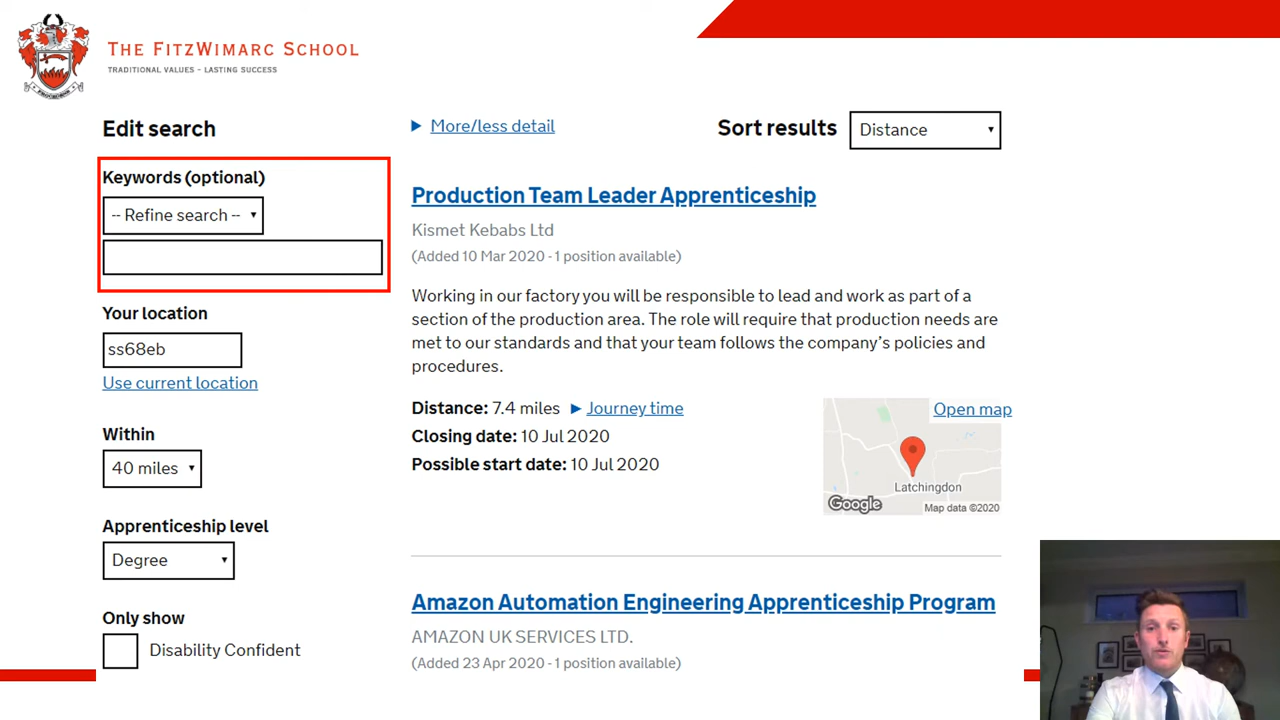 THE FITZWIMARC SCHOOL
TRADITIONAL VALUES - LASTING SUCCESS
Edit search
Keywords (optional)
-- Refine search --
Your location
ss68eb
Use current location
Within
40 miles
Apprenticeship level
Degree
Only show
Disability Confident
More/less detail
Sort results
Distance
Production Team Leader Apprenticeship
Kismet Kebabs Ltd
(Added 10 Mar 2020 - 1 position available)
Working in our factory you will be responsible to lead and work as part of a
section of the production area. The role will require that production needs are
met to our standards and that your team follows the company's policies and
procedures.
Distance: 7.4 miles Journey time
Closing date: 10 Jul 2020
Possible start date: 10 Jul 2020
Open map
Latchingdon
Google
Map data ©2020
Amazon Automation Engineering Apprenticeship Program
AMAZON UK SERVICES LTD.
(Added 23 Apr 2020 - 1 position available)